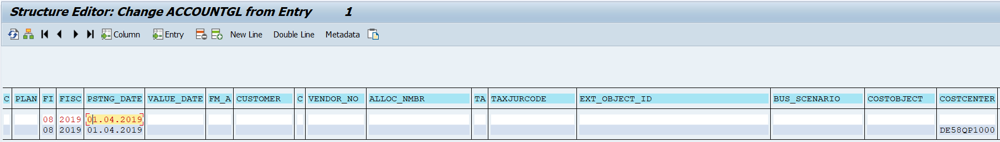 Structure Editor: Change ACCOUNTGL from Entry 1
Column Entry New Line Double Line Metadata
C PLAN FI FISC PSTNG_DATE VALUE_DATE FM_A CUSTOMER C VENDOR_NO ALLOC_NMBR TA TAXJURCODE EXT_OBJECT_ID BUS_SCENARIO COSTOBJECT COSTCENTER
08 2019 01.04.2019
08 2019 01.04.2019 DE58QP1000